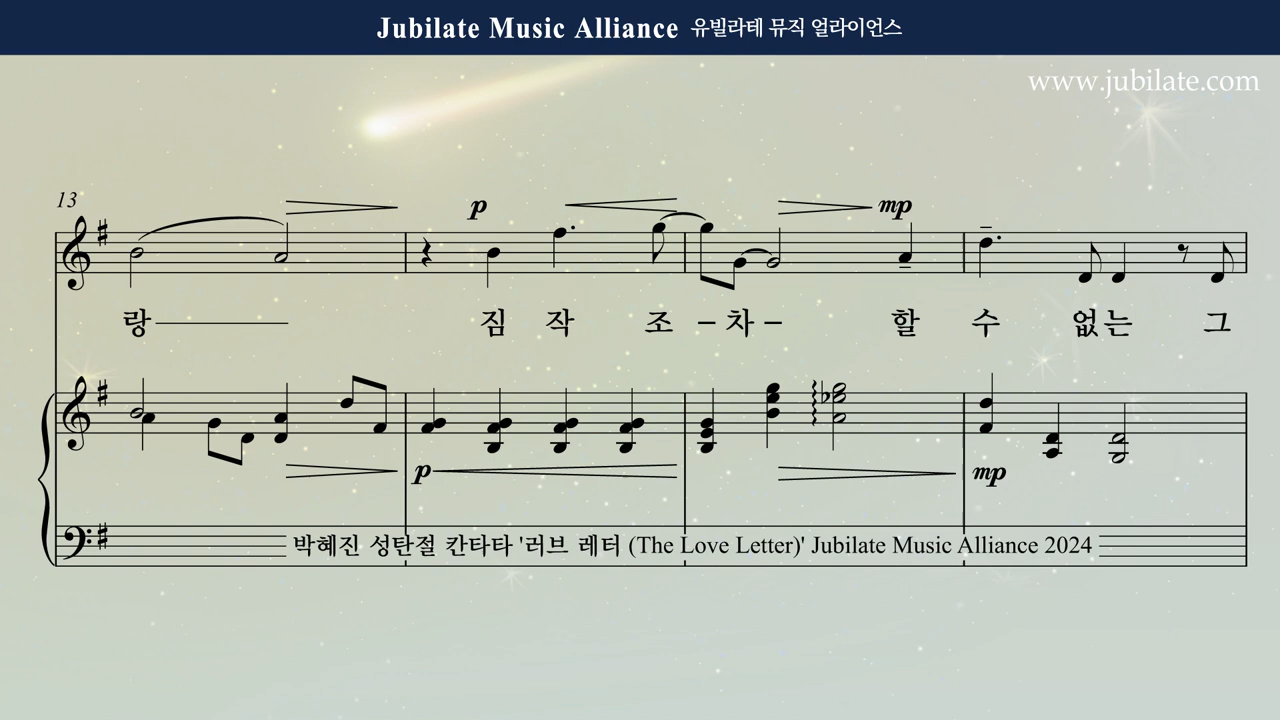 Jubilate Music Alliance 유빌라테 뮤직 얼라이언스
www.jubilate.com
13
p mp
랑 짐 작 조 – 차 – 할 수 없는 그
p mp
박혜진 성탄절 칸타타 '러브 레터 (The Love Letter)' Jubilate Music Alliance 2024